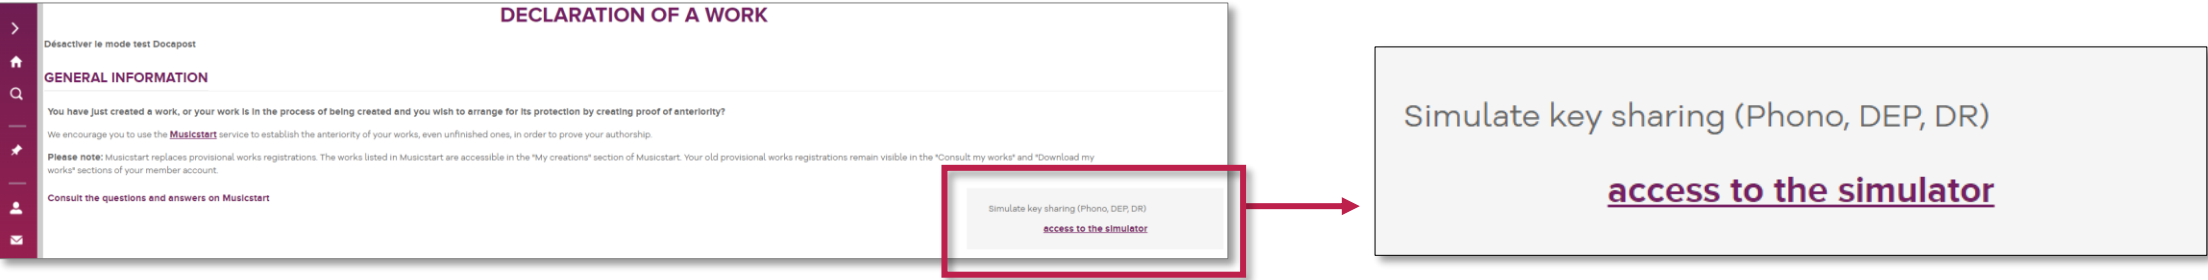 DECLARATION OF A WORK
Désactiver le mode test Docapost
GENERAL INFORMATION
You have just created a work, or your work is in the process of being created and you wish to arrange for its protection by creating proof of anteriority?
We encourage you to use the Musicstart service to establish the anteriority of your works, even unfinished ones, in order to prove your authorship.
Please note: Musicstart replaces provisional works registrations. The works listed in Musicstart are accessible in the "My creations" section of Musicstart. Your old provisional works registrations remain visible in the "Consult my works" and "Download my
works" sections of your member account.
Consult the questions and answers on Musicstart
Simulate key sharing (Phono, DEP, DR)
access to the simulator
Simulate key sharing (Phono, DEP, DR)
access to the simulator